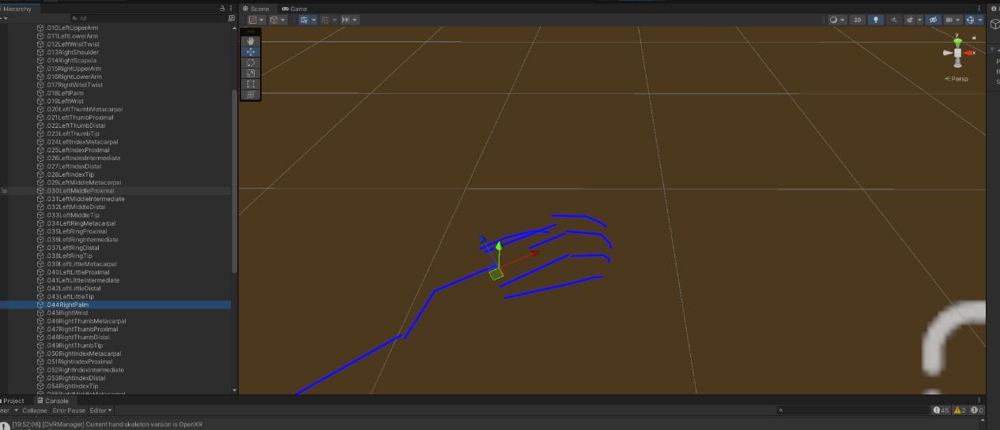 Hierarchy
All
.010LeftUpperArm
.011LeftLowerArm
.012LeftWristTwist
.013RightShoulder
.014RightScapula
.015RightUpperArm
.016RightLowerArm
.017RightWristTwist
.018LeftPalm
.019LeftWrist
.020LeftThumbMetacarpal
.021LeftThumbProximal
.022LeftThumbDistal
.023LeftThumbTip
.024LeftIndexMetacarpal
.025LeftIndexProximal
.026LeftIndexIntermediate
.027LeftIndexDistal
.028LeftIndexTip
.029LeftMiddleMetacarpal
.030LeftMiddleProximal
.031LeftMiddleIntermediate
.032LeftMiddleDistal
.033LeftMiddleTip
.034LeftRingMetacarpal
.035LeftRingProximal
.036LeftRingIntermediate
.037LeftRingDistal
.038LeftRingTip
.039LeftLittleMetacarpal
.040LeftLittleProximal
.041LeftLittleIntermediate
.042LeftLittleDistal
.043LeftLittleTip
.044RightPalm
.045RightWrist
.046RightThumbMetacarpal
.047RightThumbProximal
.048RightThumbDistal
.049RightThumbTip
.050RightIndexMetacarpal
.051RightIndexProximal
.052RightIndexIntermediate
.053RightIndexDistal
.054RightIndexTip
.055RightMiddleMetacarpal
Scene Game
2D
y
x
Persp
P
R
S
Project Console
ear Collapse Error Pause Editor
45 2 0
[19:52:08] [OVRManager] Current hand skeleton version is OpenXR